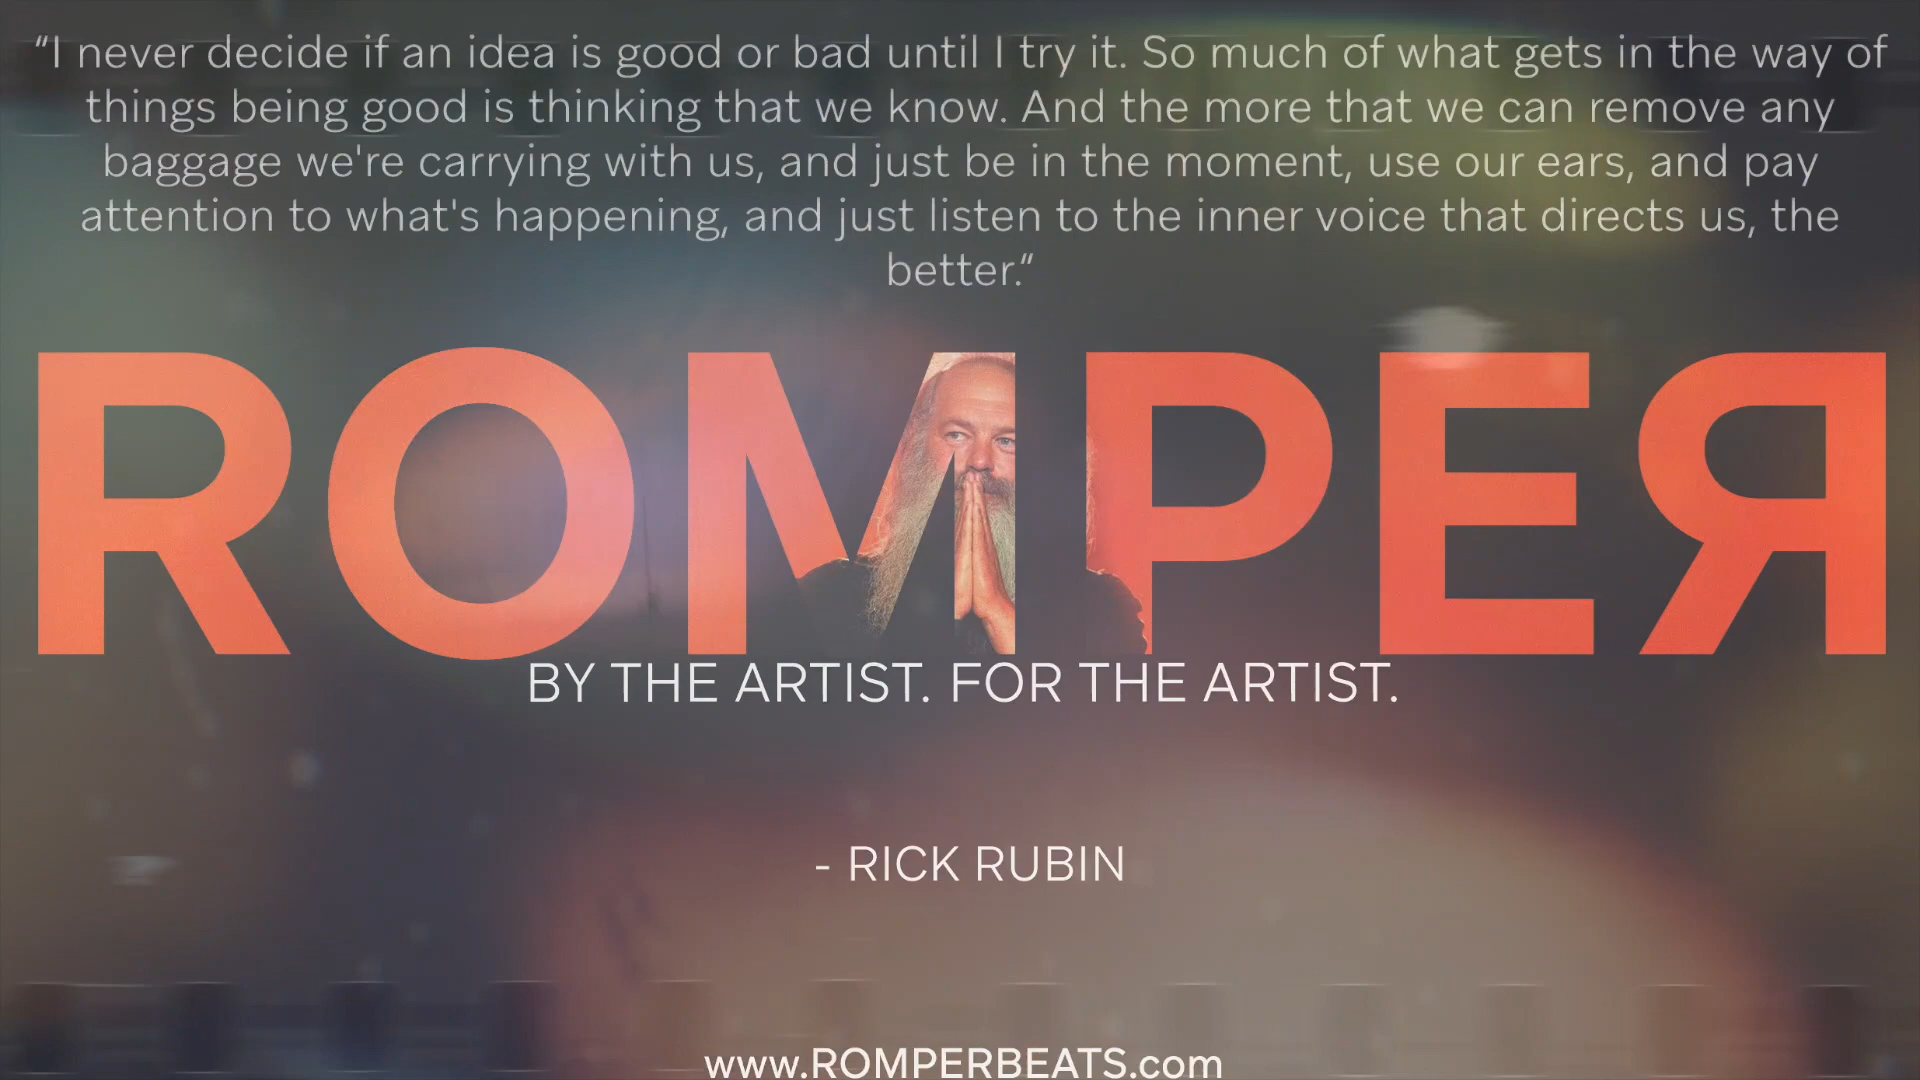 “I never decide if an idea is good or bad until I try it. So much of what gets in the way of
things being good is thinking that we know. And the more that we can remove any
baggage we're carrying with us, and just be in the moment, use our ears, and pay
attention to what's happening, and just listen to the inner voice that directs us, the
better.“
ROMPEЯ
BY THE ARTIST. FOR THE ARTIST.
- RICK RUBIN
www.ROMPERBEATS.com